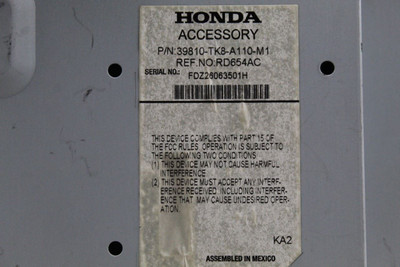 HONDA
ACCESSORY
P/N:39810-TK8-A110-M1
REF.NO:RD654AC
SERIAL NO.:
FDZ26063501H
THIS DEVICE COMPLIES WITH PART 15 OF
THE FCC RULES. OPERATION IS SUBJECT TO
THE FOLLOWING TWO CONDITIONS
(1) THIS DEVICE MAY NOT CAUSE HARMFUL
INTERFERENCE
(2) THIS DEVICE MUST ACCEPT ANY INTERF-
ERENCE RECEIVED, INCLUDING INTERFER-
ENCE THAT MAY CAUSE UNDESIRED OPER-
ATION.
KA2
ASSEMBLED IN MEXICO